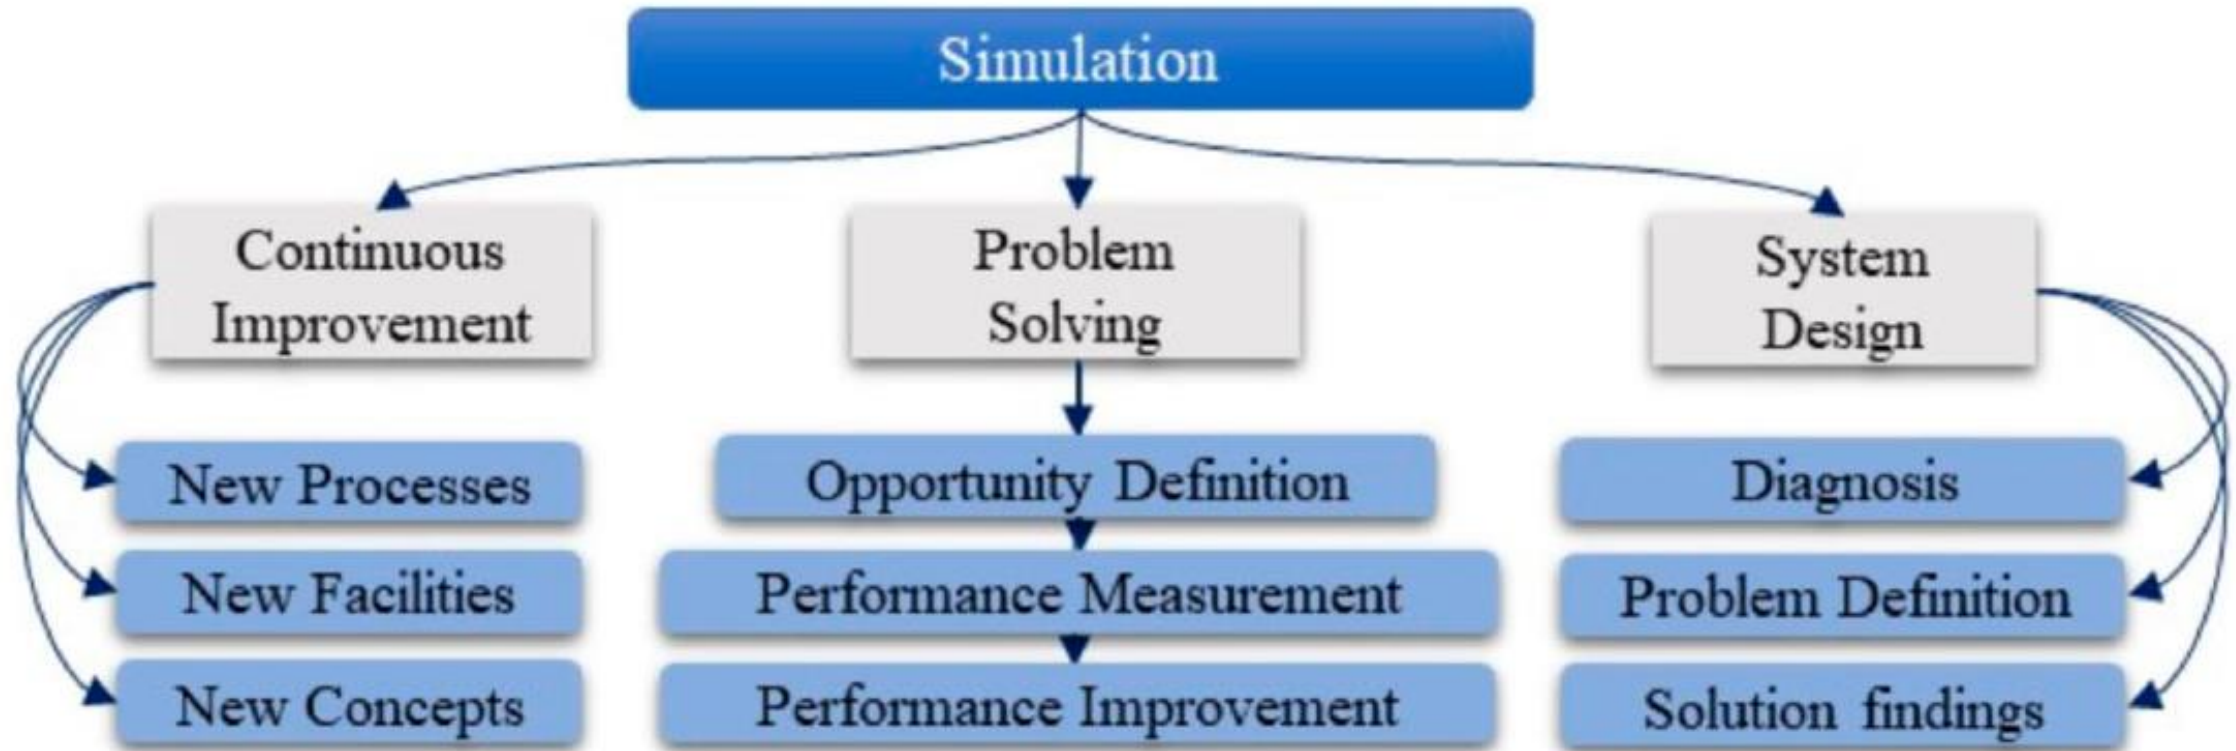 Simulation
Continuous
Improvement
Problem
Solving
System
Design
New Processes
New Facilities
New Concepts
Opportunity Definition
Performance Measurement
Performance Improvement
Diagnosis
Problem Definition
Solution findings